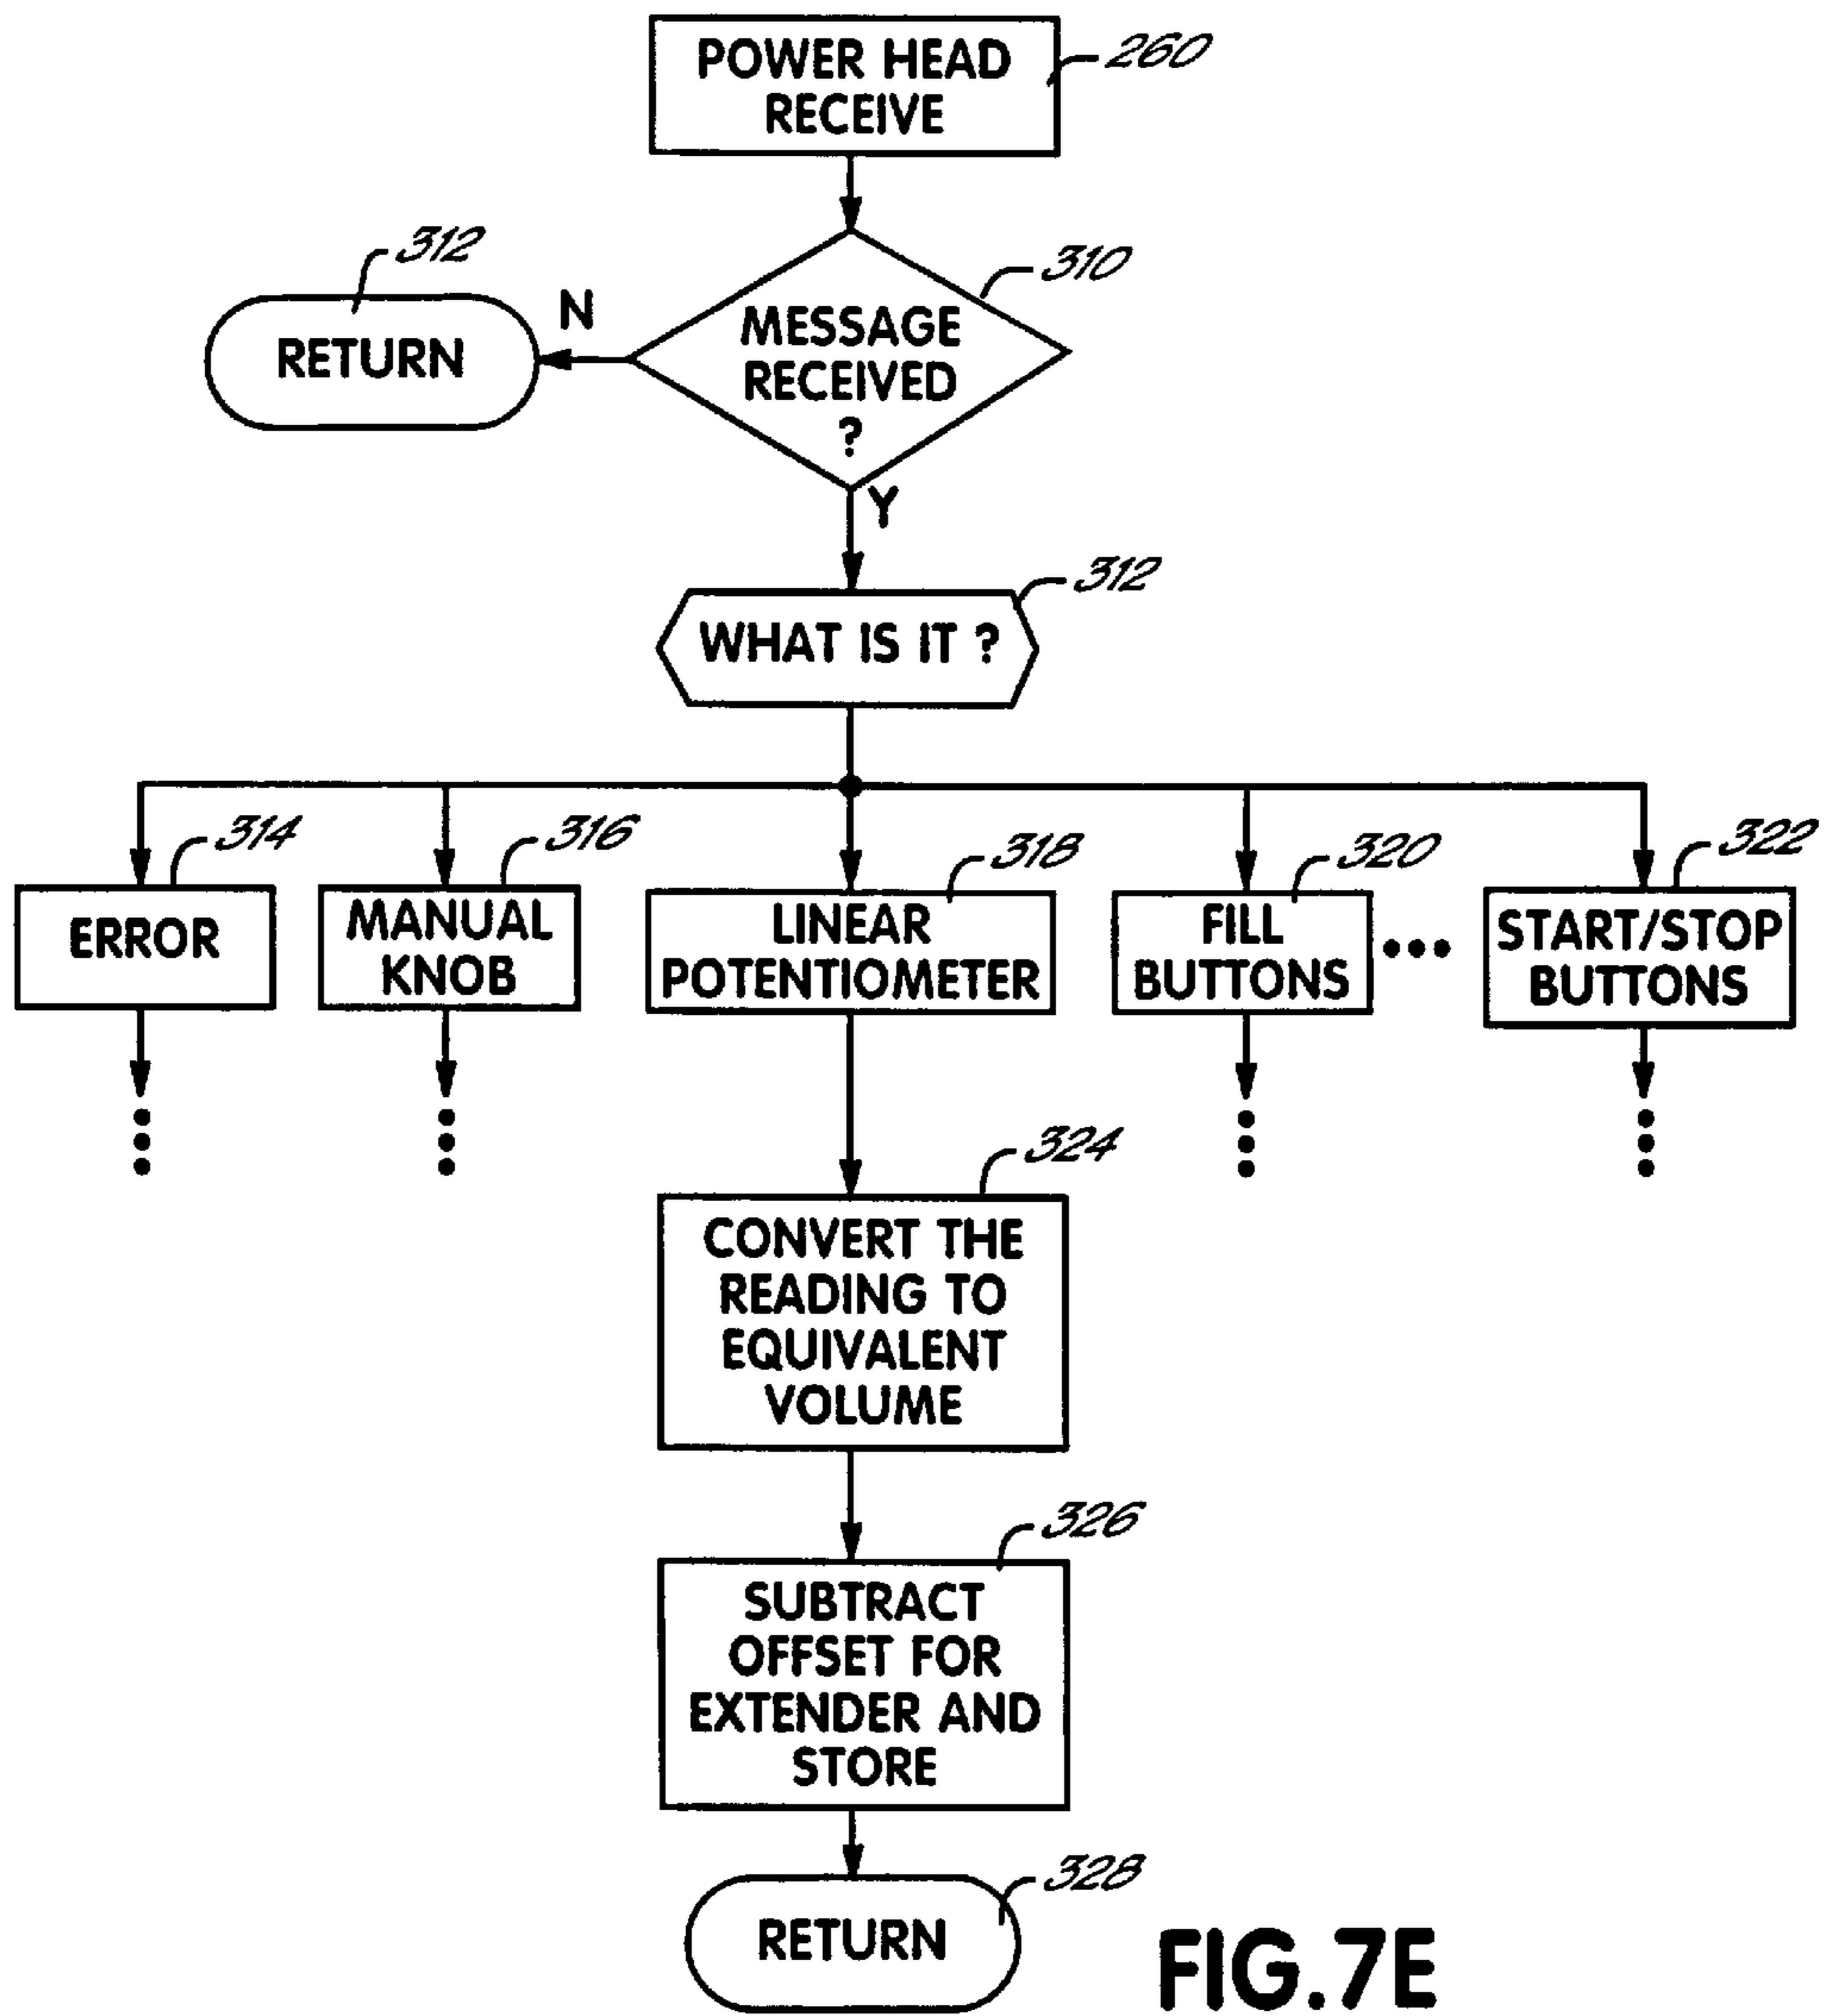 POWER HEAD
RECEIVE
260
312
RETURN
N
310
MESSAGE
RECEIVED
?
Y
312
WHAT IS IT ?
314
ERROR
316
MANUAL
KNOB
318
LINEAR
POTENTIOMETER
320
FILL
BUTTONS
•••
322
START/STOP
BUTTONS
324
CONVERT THE
READING TO
EQUIVALENT
VOLUME
326
SUBTRACT
OFFSET FOR
EXTENDER AND
STORE
328
RETURN
FIG.7E